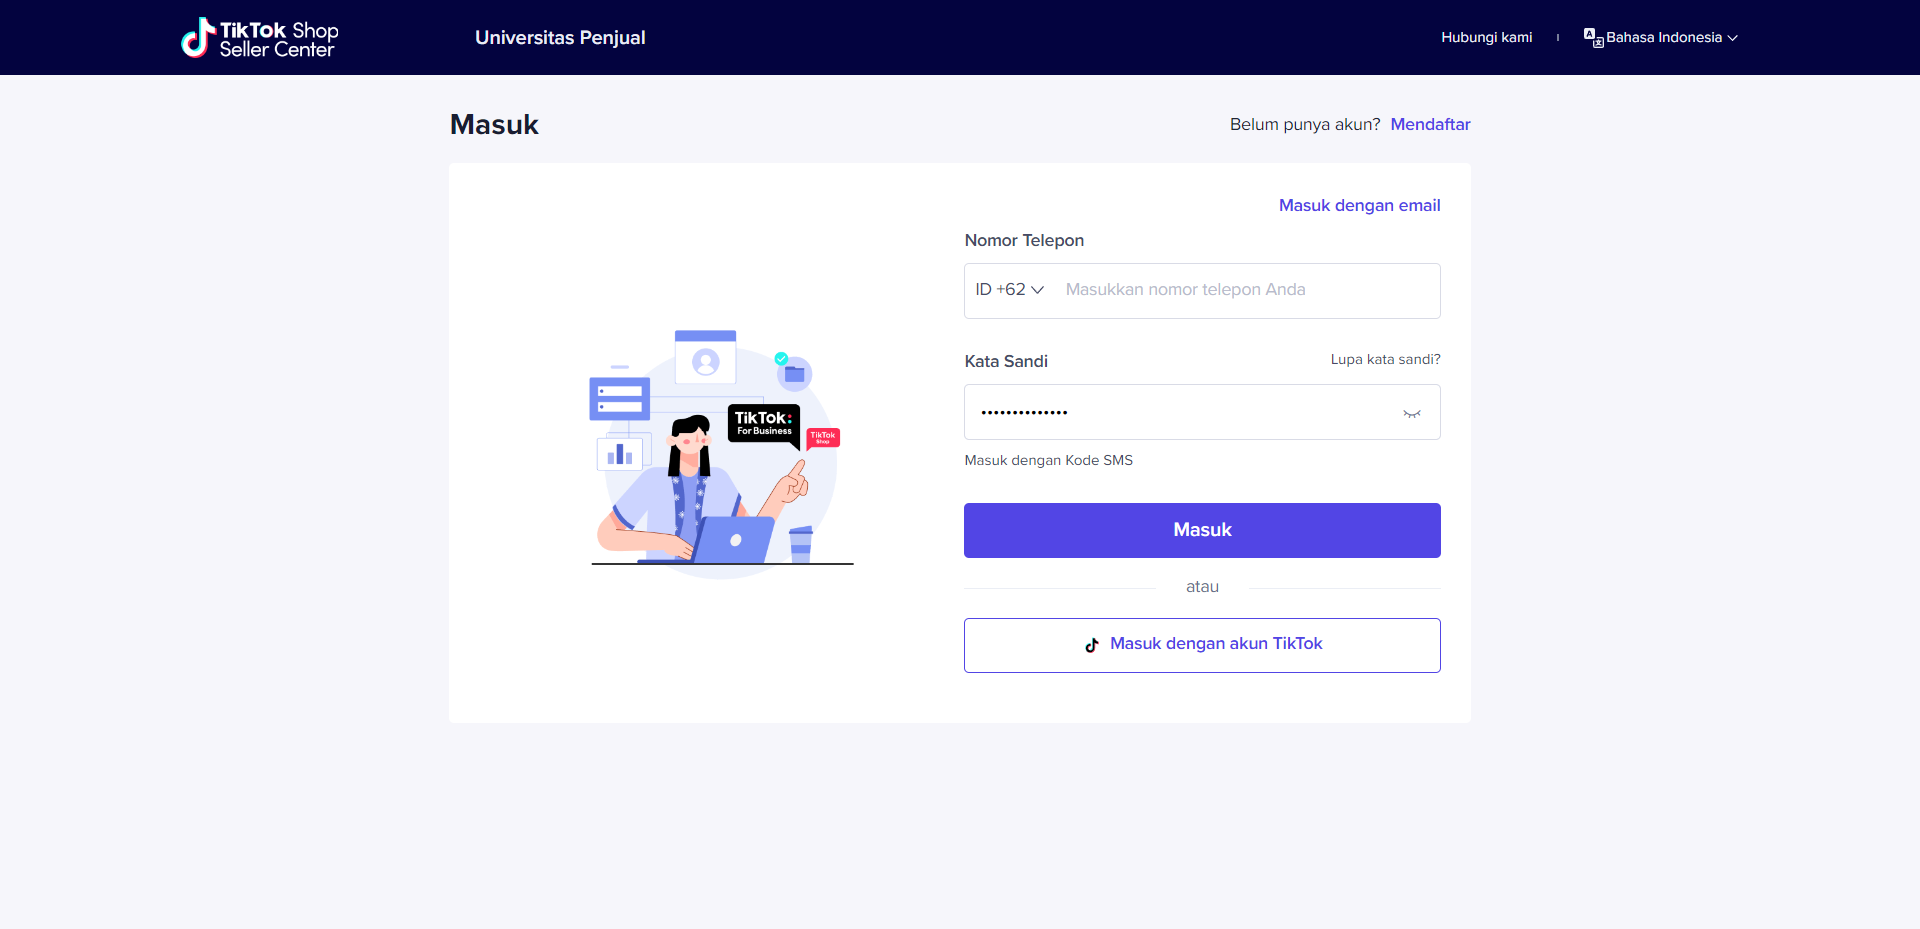 TikTok Shop
Seller Center
Universitas Penjual
Hubungi kami
Bahasa Indonesia
Masuk
Belum punya akun? Mendaftar
Masuk dengan email
Nomor Telepon
ID +62 Masukkan nomor telepon Anda
Kata Sandi
Lupa kata sandi?
••••••••••••••
Masuk dengan Kode SMS
Masuk
atau
Masuk dengan akun TikTok
TikTok:
For Business
TikTok
Shop